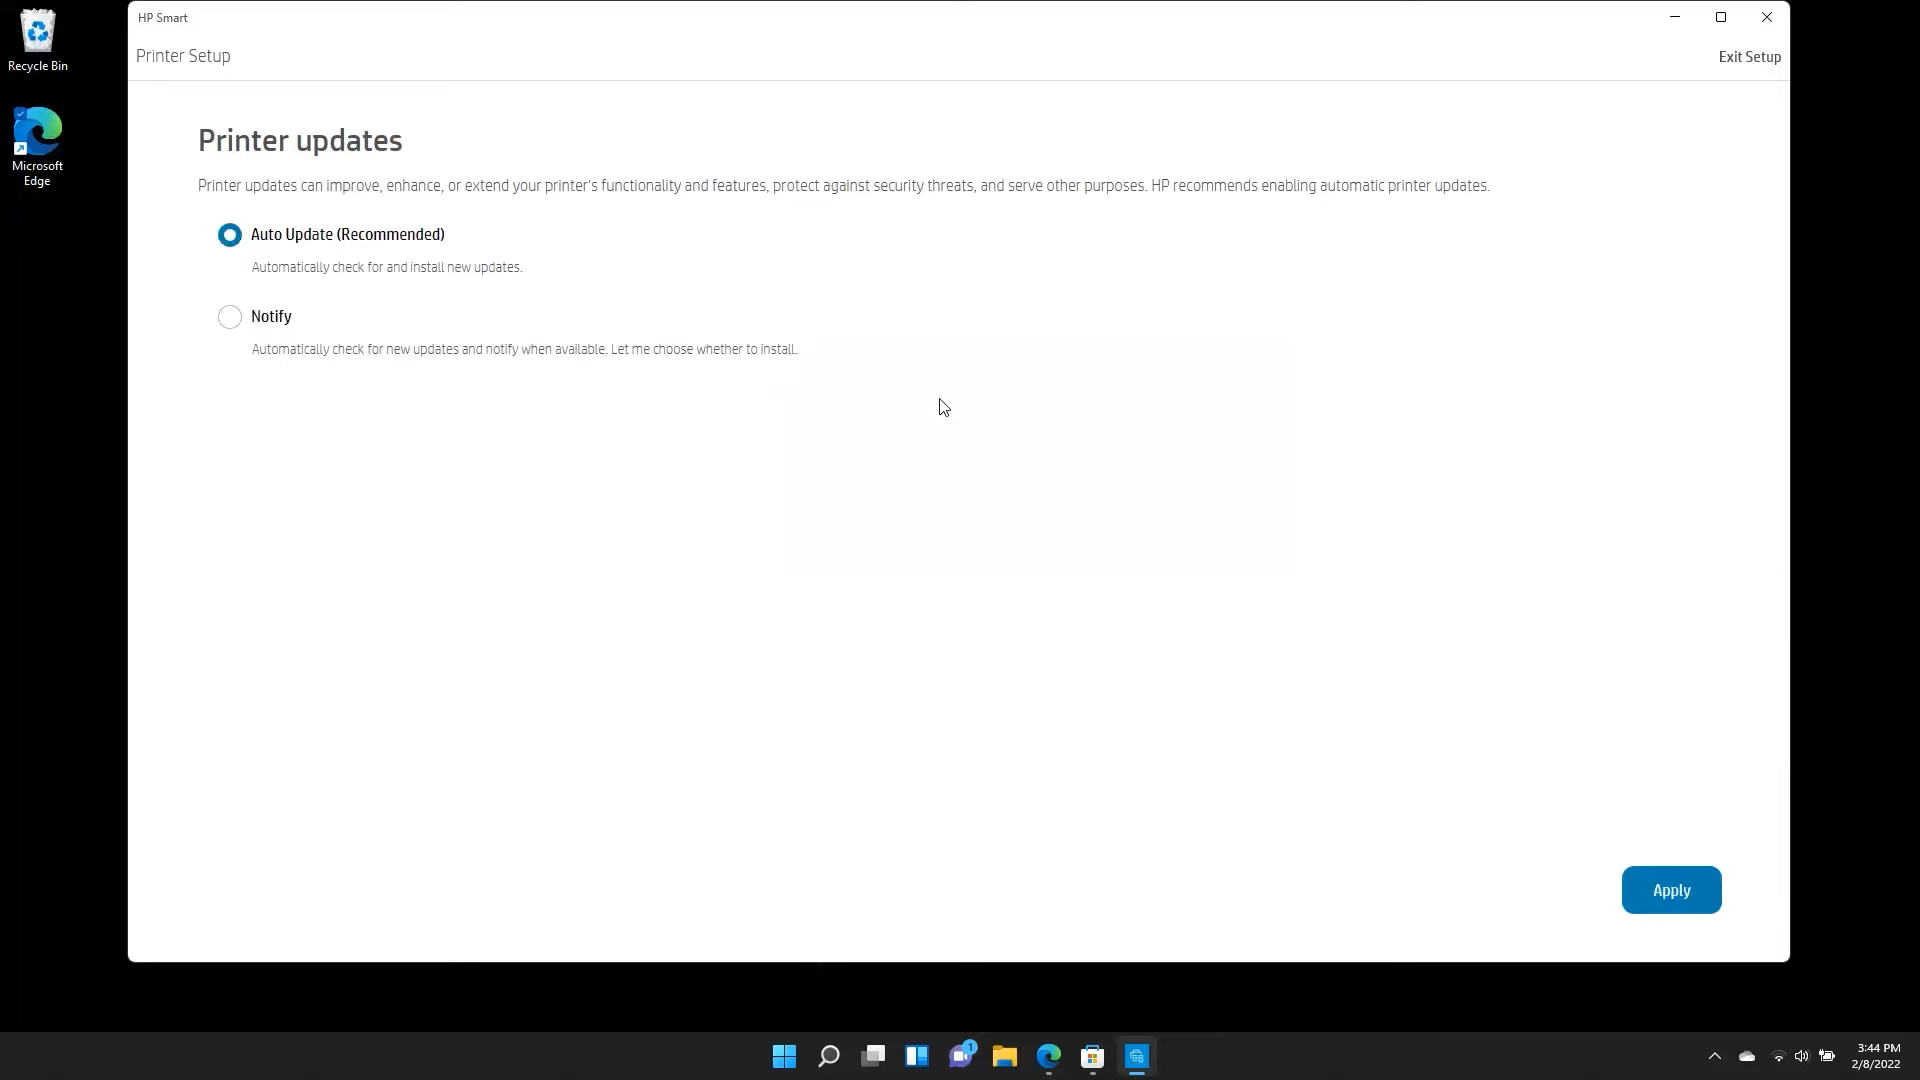 HP Smart
Printer Setup
Exit Setup
Recycle Bin
Microsoft
Edge
Printer updates
Printer updates can improve, enhance, or extend your printer's functionality and features, protect against security threats, and serve other purposes. HP recommends enabling automatic printer updates.
Auto Update (Recommended)
Automatically check for and install new updates.
Notify
Automatically check for new updates and notify when available. Let me choose whether to install.
Apply
1
3:44 PM
2/8/2022